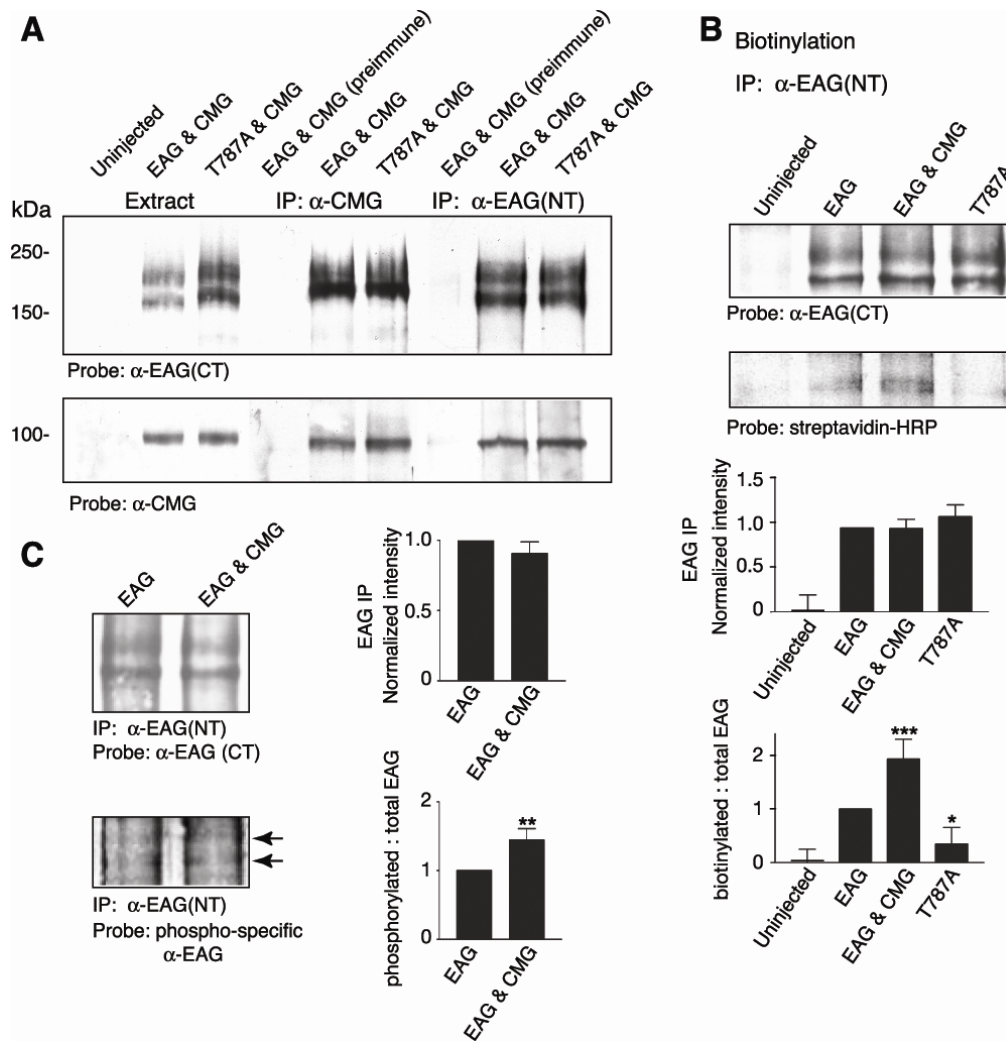 A
Uninjected
EAG & CMG
T787A & CMG
EAG & CMG (preimmune)
EAG & CMG
T787A & CMG
EAG & CMG (preimmune)
EAG & CMG
T787A & CMG
Extract
IP: α-CMG
IP: α-EAG(NT)
kDa
250-
150-
Probe: α-EAG(CT)
100-
Probe: α-CMG
B
Biotinylation
IP: α-EAG(NT)
Uninjected
EAG
EAG & CMG
T787A
Probe: α-EAG(CT)
Probe: streptavidin-HRP
EAG IP
Normalized intensity
1.5
1.0
0.5
0
Uninjected
EAG
EAG & CMG
T787A
biotinylated : total EAG
2
1
0
***
*
Uninjected
EAG
EAG & CMG
T787A
C
EAG
EAG & CMG
IP: α-EAG(NT)
Probe: α-EAG (CT)
IP: α-EAG(NT)
Probe: phospho-specific
α-EAG
EAG IP
Normalized intensity
1.0
0.5
0
EAG
EAG & CMG
phosphorylated : total EAG
2
1
0
**
EAG
EAG & CMG